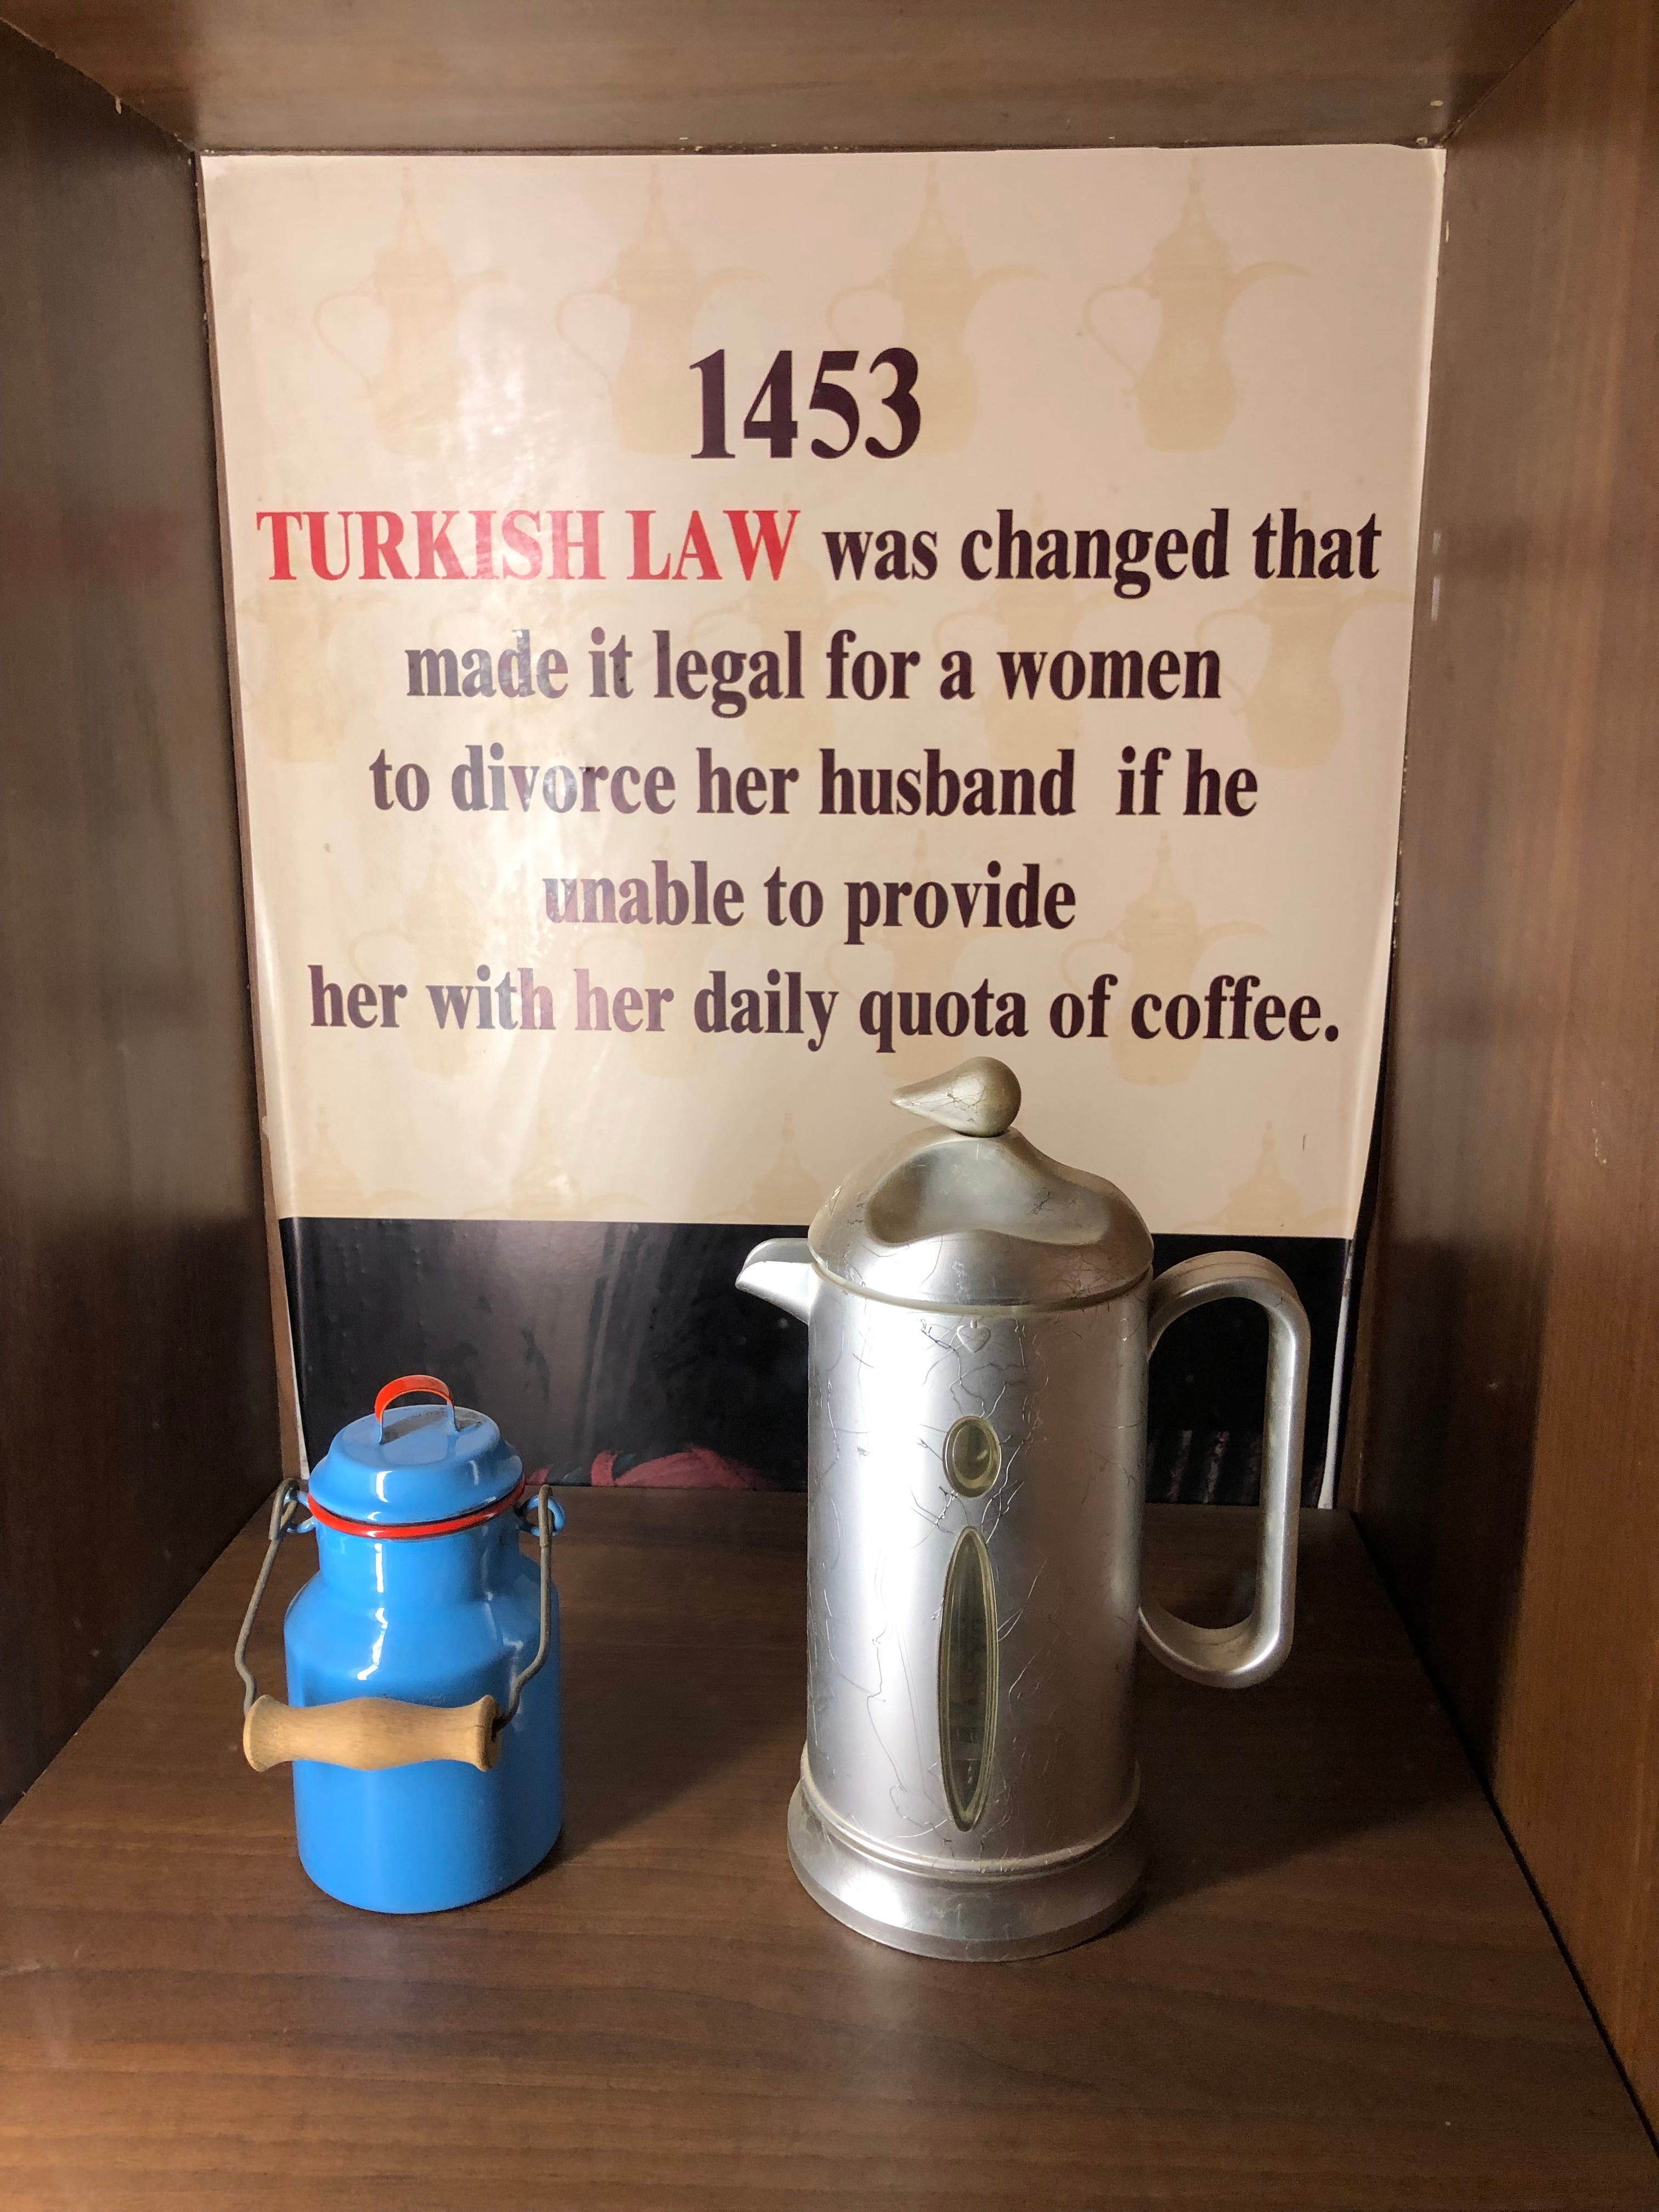 1453
TURKISH LAW was changed that
made it legal for a women
to divorce her husband if he
unable to provide
her with her daily quota of coffee.